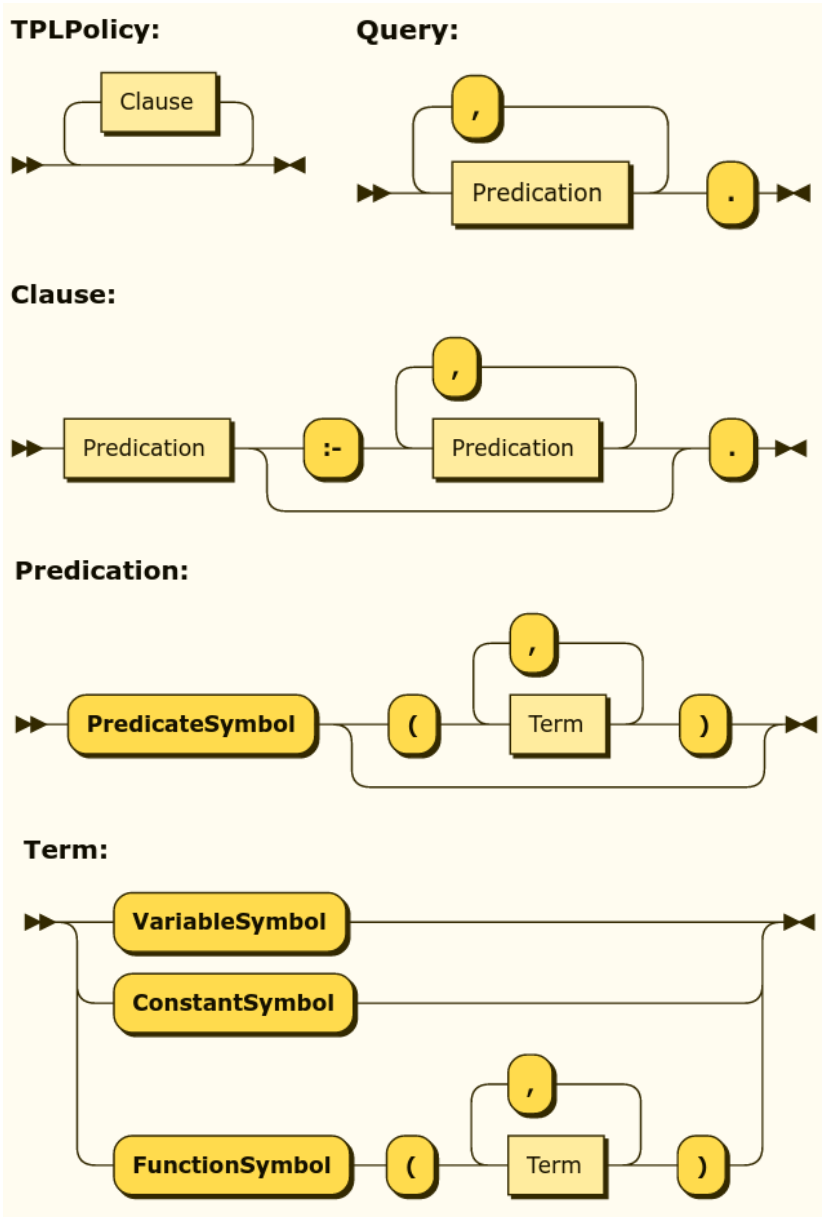 TPLPolicy:
Query:
Clause
,
Predication
.
Clause:
,
Predication
:-
Predication
.
Predication:
,
PredicateSymbol
(
Term
)
Term:
VariableSymbol
ConstantSymbol
,
FunctionSymbol
(
Term
)